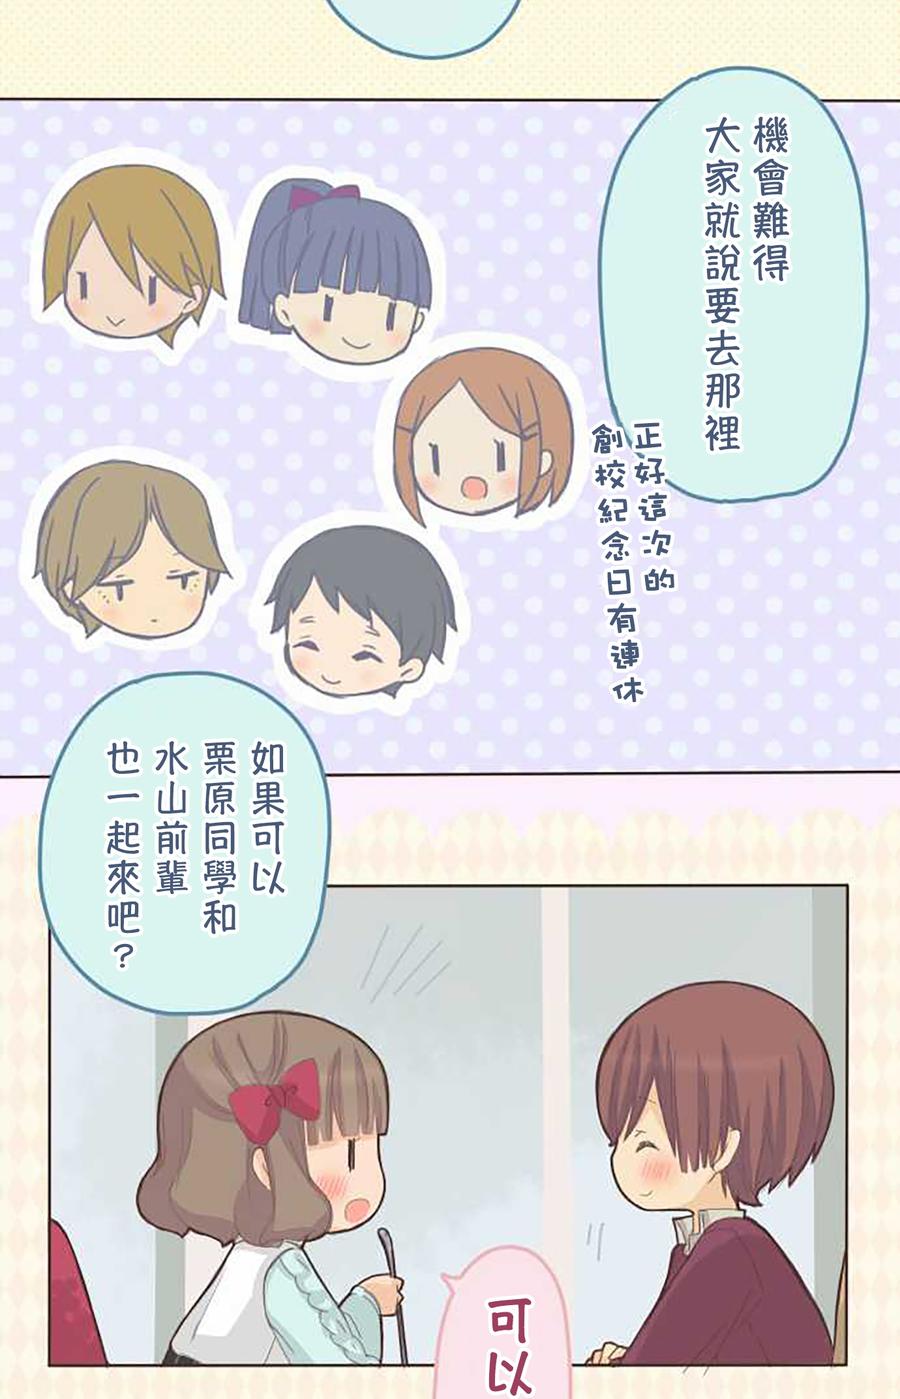 機會難得
大家就說要去那裡
正好這次的
創校紀念日有連休
如果可以
栗原同學和
水山前輩
也一起來吧？
可以